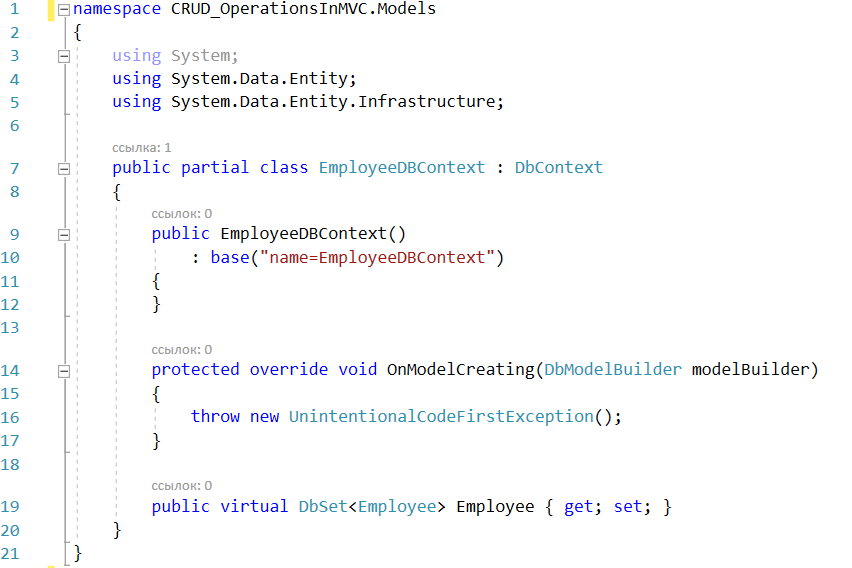 1 namespace CRUD_OperationsInMVC.Models
2 {
3 using System;
4 using System.Data.Entity;
5 using System.Data.Entity.Infrastructure;
6
ссылка: 1
7 public partial class EmployeeDBContext : DbContext
8 {
ссылок: 0
9 public EmployeeDBContext()
10 : base("name=EmployeeDBContext")
11 {
12 }
13
ссылок: 0
14 protected override void OnModelCreating(DbModelBuilder modelBuilder)
15 {
16 throw new UnintentionalCodeFirstException();
17 }
18
ссылок: 0
19 public virtual DbSet<Employee> Employee { get; set; }
20 }
21 }